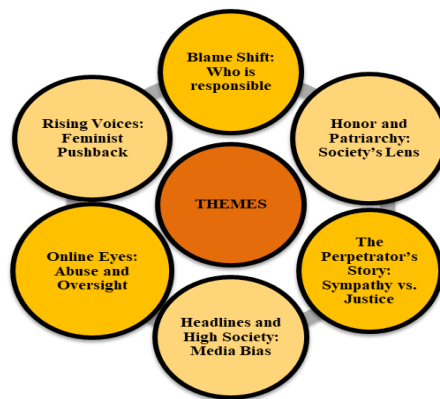 Blame Shift:
Who is
responsible
Honor and
Patriarchy:
Society's Lens
The
Perpetrator's
Story:
Sympathy vs.
Justice
Headlines and
High Society:
Media Bias
Online Eyes:
Abuse and
Oversight
Rising Voices:
Feminist
Pushback
THEMES